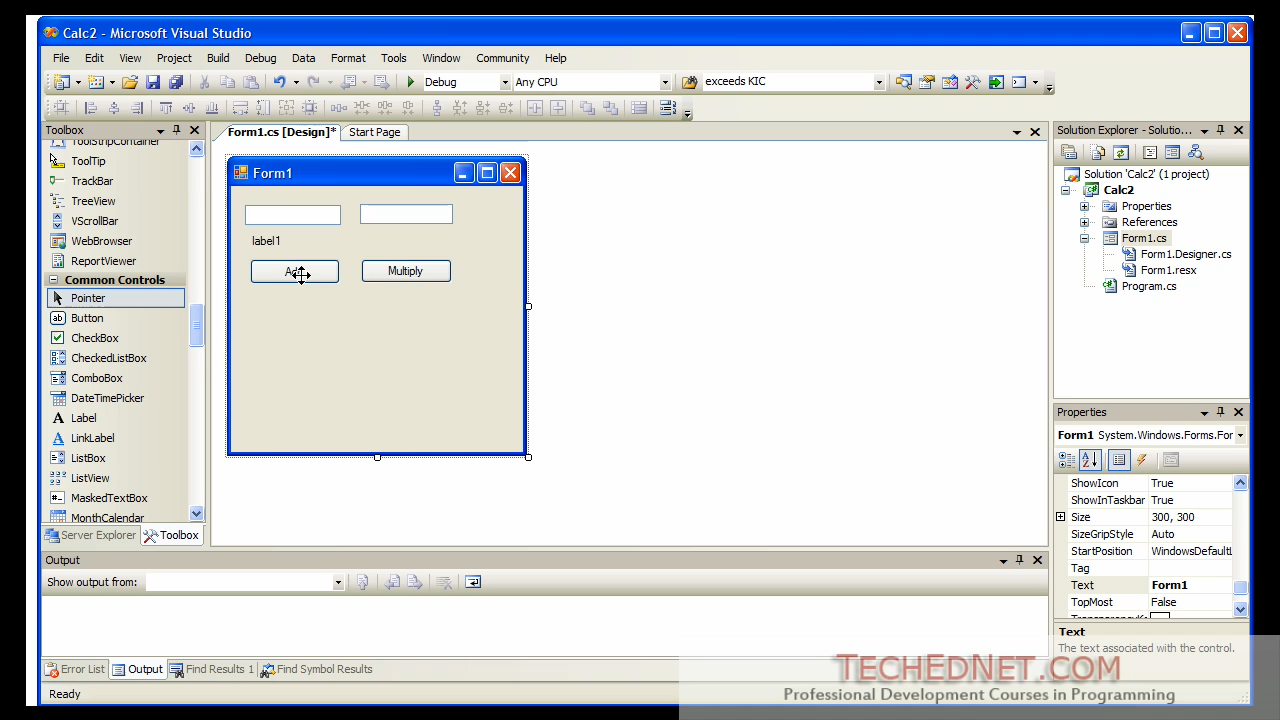 Calc2 - Microsoft Visual Studio
File Edit View Project Build Debug Data Format Tools Window Community Help
Debug Any CPU exceeds KIC
Toolbox
ToolStripContainer
ToolTip
TrackBar
TreeView
VScrollBar
WebBrowser
ReportViewer
Common Controls
Pointer
Button
CheckBox
CheckedListBox
ComboBox
DateTimePicker
Label
LinkLabel
ListBox
ListView
MaskedTextBox
MonthCalendar
Server Explorer Toolbox
Form1.cs [Design]* Start Page
Form1
label1
Multiply
Solution Explorer - Solutio...
Solution 'Calc2' (1 project)
Calc2
Properties
References
Form1.cs
Form1.Designer.cs
Form1.resx
Program.cs
Properties
Form1 System.Windows.Forms.For
ShowIcon True
ShowInTaskbar True
Size 300, 300
SizeGripStyle Auto
StartPosition WindowsDefaultL
Tag
Text Form1
TopMost False
Text
The text associated with the control.
Output
Show output from:
Error List Output Find Results 1 Find Symbol Results
Ready
TECHEDNET.COM
Professional Development Courses in Programming